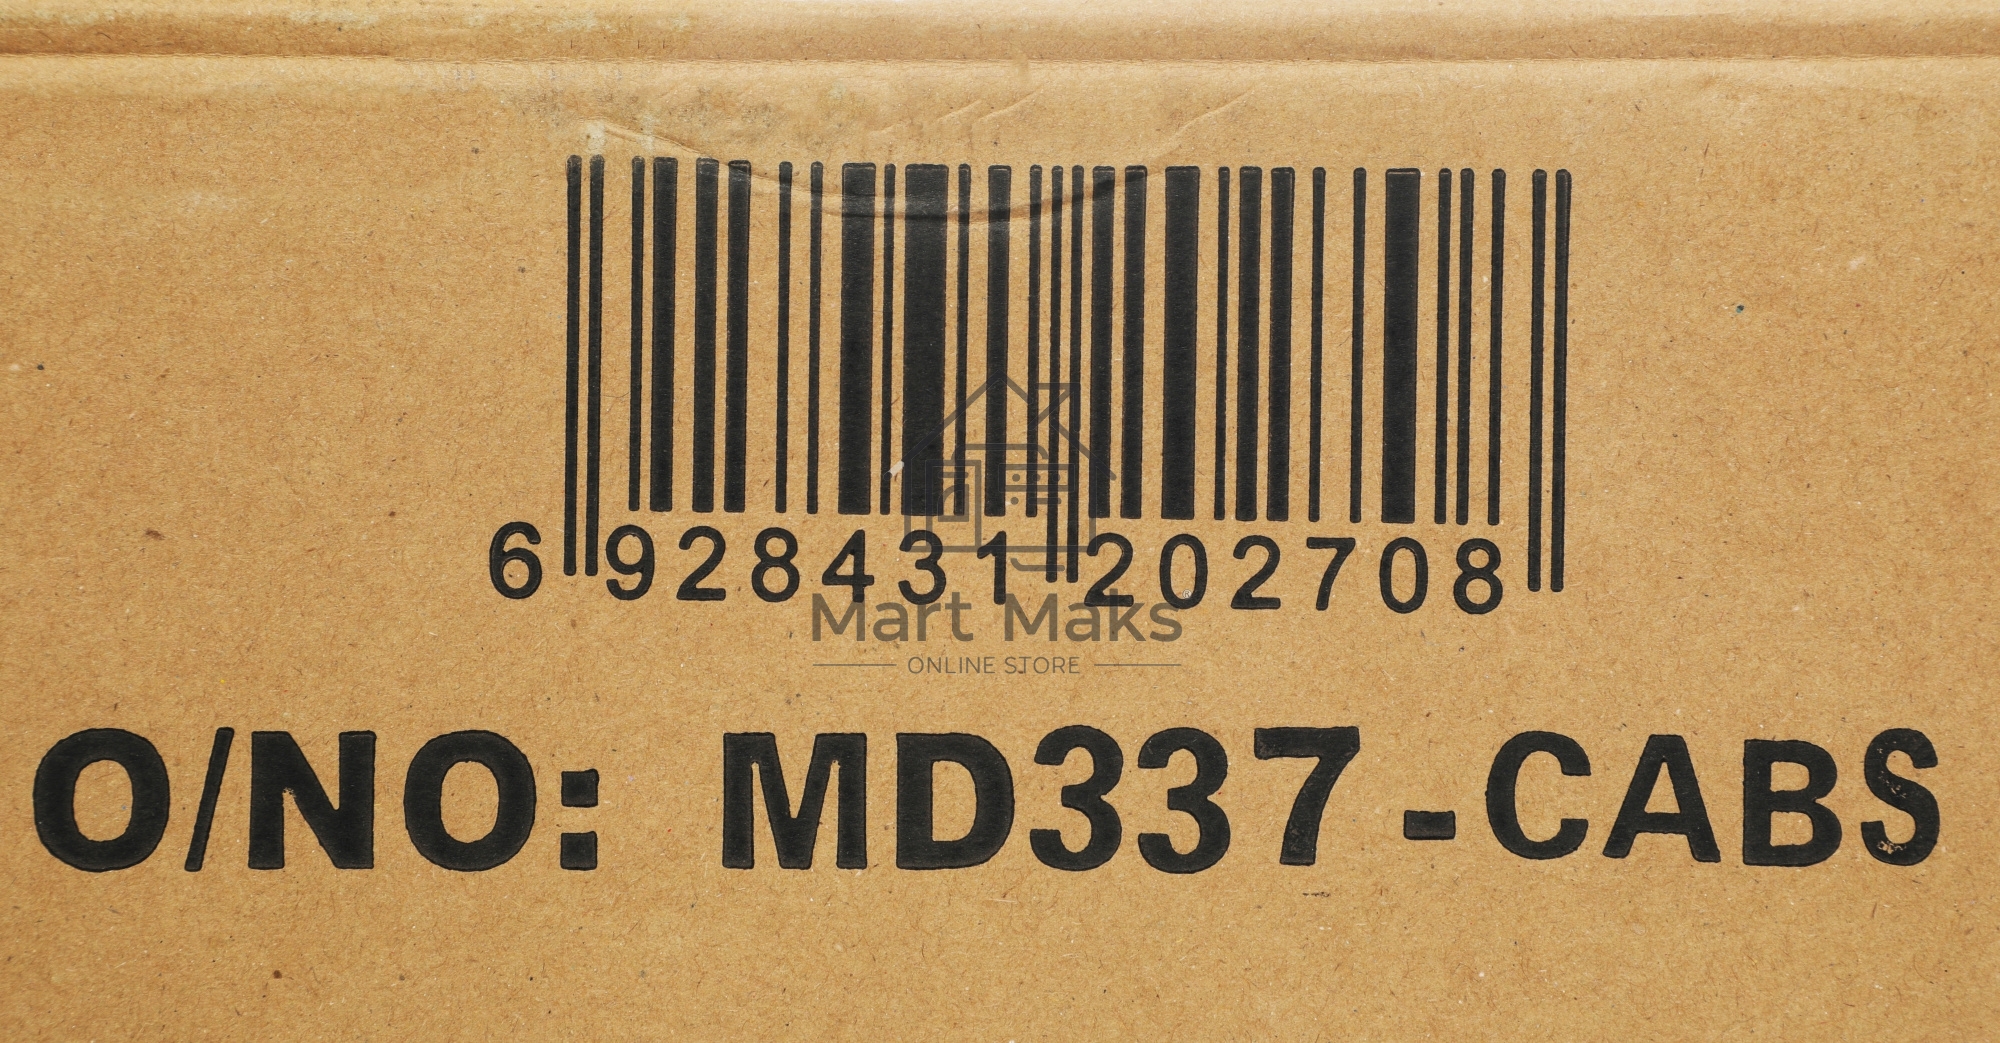 6 928431 202708
Mart Maks
ONLINE STORE
O/NO: MD337-CABS